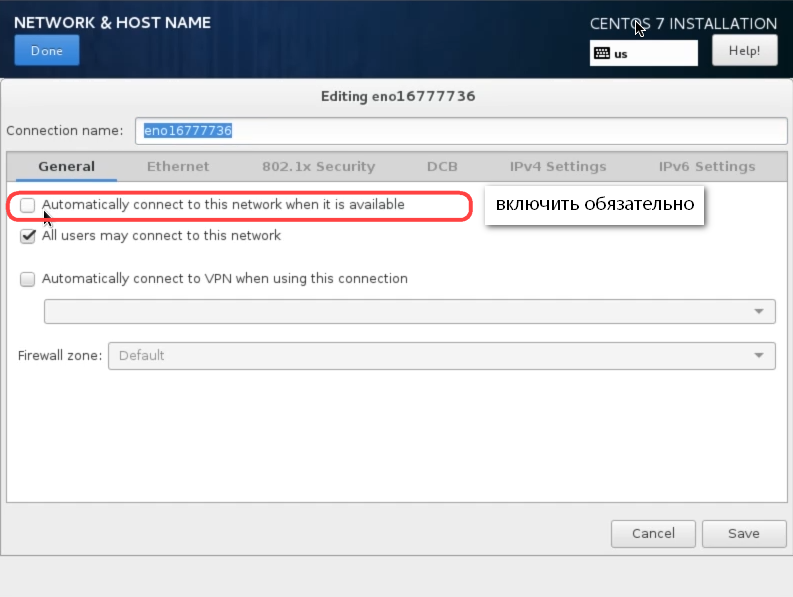 NETWORK & HOST NAME
CENTOS 7 INSTALLATION
Done
us
Help!
Editing eno16777736
Connection name: eno16777736
General Ethernet 802.1x Security DCB IPv4 Settings IPv6 Settings
Automatically connect to this network when it is available
включить обязательно
All users may connect to this network
Automatically connect to VPN when using this connection
Firewall zone: Default
Cancel Save